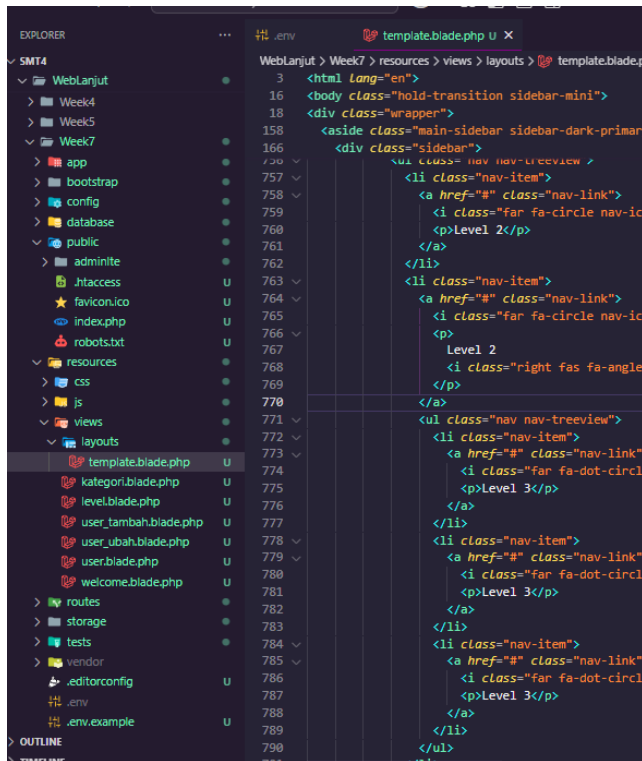 EXPLORER
SMT4
WebLanjut
Week4
Week5
Week7
app
bootstrap
config
database
public
adminlte
.htaccess U
favicon.ico U
index.php U
robots.txt U
resources
css
js
views
layouts
template.blade.php U
kategori.blade.php U
level.blade.php U
user_tambah.blade.php U
user_ubah.blade.php U
user.blade.php U
welcome.blade.php U
routes
storage
tests
vendor
.editorconfig U
.env
.env.example U
OUTLINE
TIMELINE
.env
template.blade.php U
WebLanjut > Week7 > resources > views > layouts > template.blade.p
3 <html lang="en">
16 <body class="hold-transition sidebar-mini">
18 <div class="wrapper">
158 <aside class="main-sidebar sidebar-dark-primar
166 <div class="sidebar">
756 <ul class="nav nav-treeview">
757 <li class="nav-item">
758 <a href="#" class="nav-link">
759 <i class="far fa-circle nav-ic
760 <p>Level 2</p>
761 </a>
762 </li>
763 <li class="nav-item">
764 <a href="#" class="nav-link">
765 <i class="far fa-circle nav-ic
766 <p>
767 Level 2
768 <i class="right fas fa-angle
769 </p>
770 </a>
771 <ul class="nav nav-treeview">
772 <li class="nav-item">
773 <a href="#" class="nav-link"
774 <i class="far fa-dot-circl
775 <p>Level 3</p>
776 </a>
777 </li>
778 <li class="nav-item">
779 <a href="#" class="nav-link"
780 <i class="far fa-dot-circl
781 <p>Level 3</p>
782 </a>
783 </li>
784 <li class="nav-item">
785 <a href="#" class="nav-link"
786 <i class="far fa-dot-circl
787 <p>Level 3</p>
788 </a>
789 </li>
790 </ul>